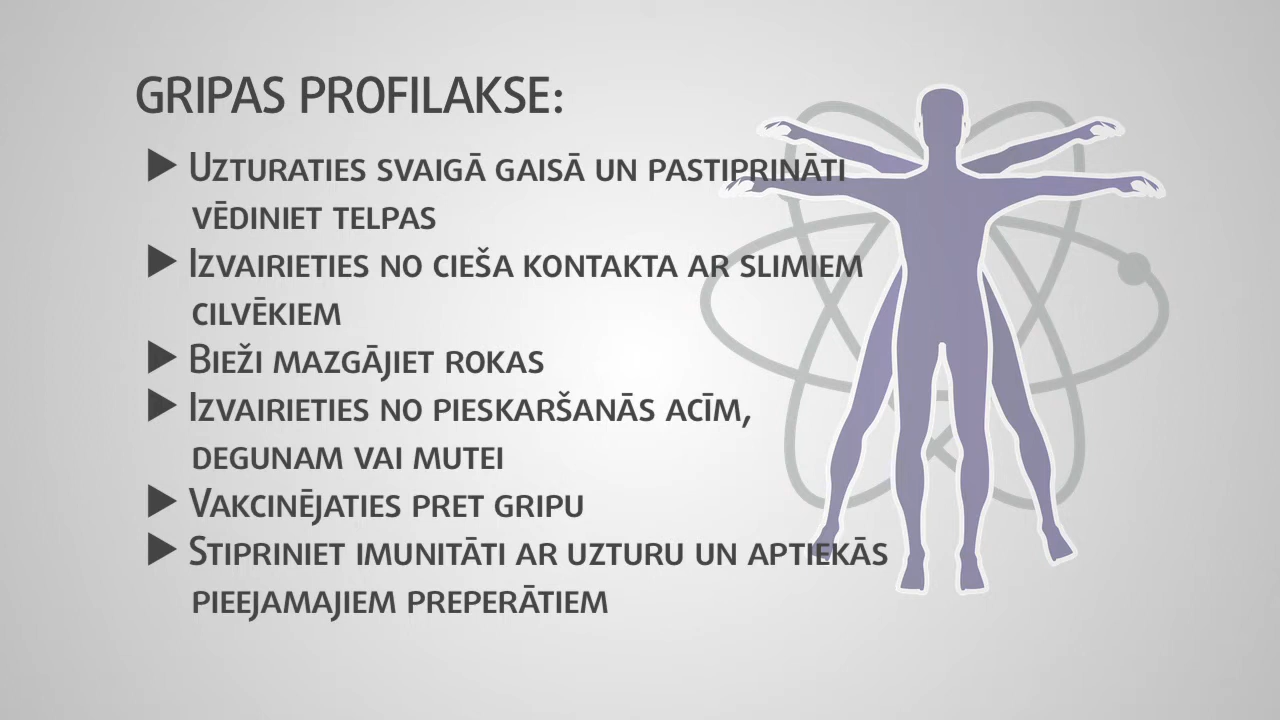 GRIPAS PROFILAKSE:
▶ Uzturaties svaigā gaisā un pastiprināti
vēdiniet telpas
▶ Izvairieties no cieša kontakta ar slimiem
cilvēkiem
▶ Bieži mazgājiet rokas
▶ Izvairieties no pieskaršanās acīm,
degunam vai mutei
▶ Vakcinējaties pret gripu
▶ Stipriniet imunitāti ar uzturu un aptiekās
pieejamajiem preperātiem